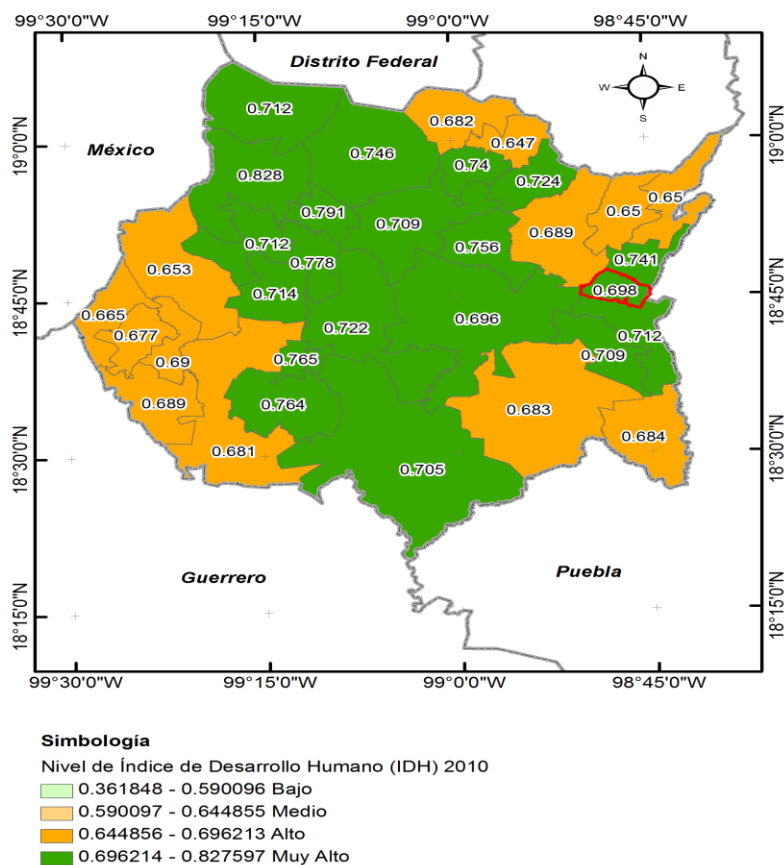 99°30'0"W 99°15'0"W 99°0'0"W 98°45'0"W
Distrito Federal
N
W E
S
19°0'0"N
19°0'0"N
México
0.712
0.682
0.746
0.647
0.74
0.828
0.724
0.65
0.65
0.791
0.709
0.689
0.712
0.756
0.778
0.741
0.653
18°45'0"N
0.714
0.698
18°45'0"N
0.665
0.722
0.696
0.677
0.712
0.69
0.765
0.709
0.689
0.764
0.683
0.681
0.684
18°30'0"N
0.705
18°30'0"N
Guerrero
Puebla
18°15'0"N
18°15'0"N
99°30'0"W 99°15'0"W 99°0'0"W 98°45'0"W
Simbología
Nivel de Índice de Desarrollo Humano (IDH) 2010
0.361848 - 0.590096 Bajo
0.590097 - 0.644855 Medio
0.644856 - 0.696213 Alto
0.696214 - 0.827597 Muy Alto